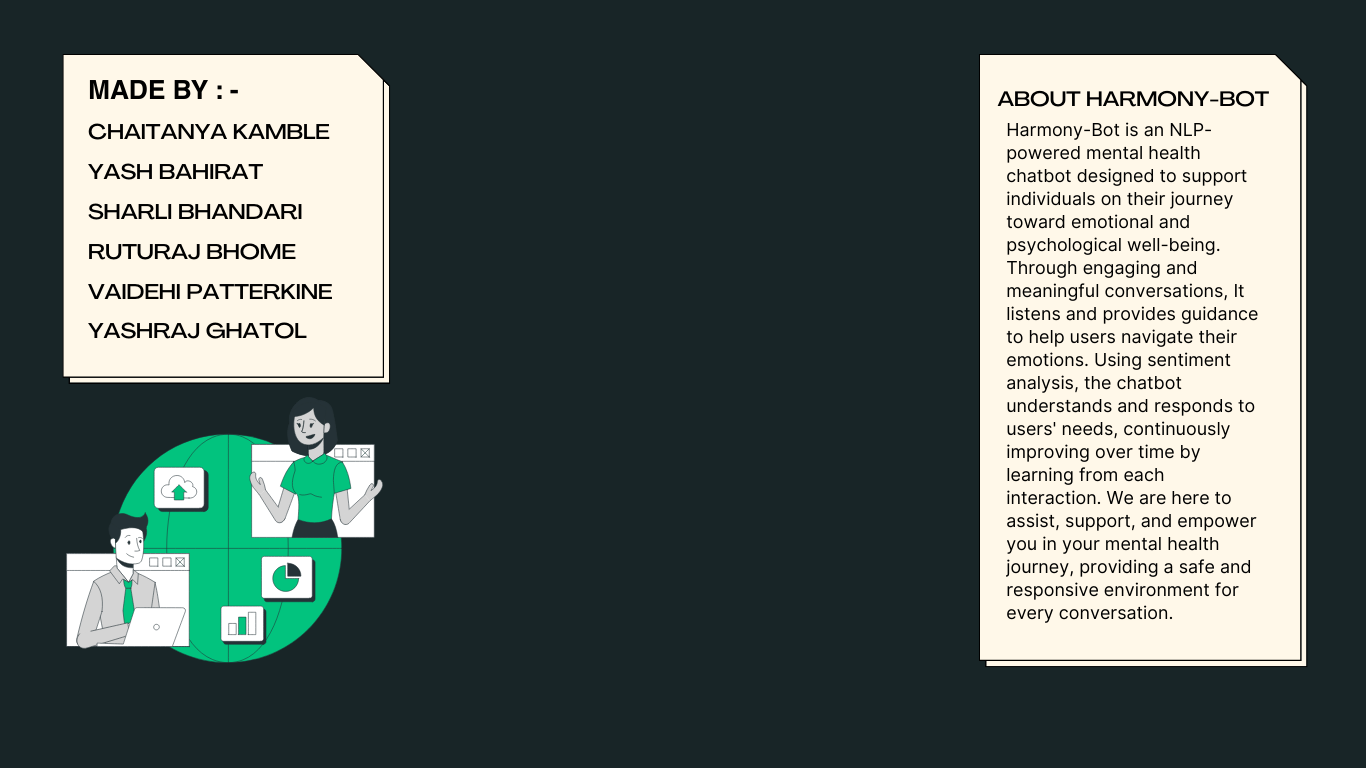 MADE BY : -
CHAITANYA KAMBLE
YASH BAHIRAT
SHARLI BHANDARI
RUTURAJ BHOME
VAIDEHI PATTERKINE
YASHRAJ GHATOL
ABOUT HARMONY-BOT
Harmony-Bot is an NLP-
powered mental health
chatbot designed to support
individuals on their journey
toward emotional and
psychological well-being.
Through engaging and
meaningful conversations, It
listens and provides guidance
to help users navigate their
emotions. Using sentiment
analysis, the chatbot
understands and responds to
users' needs, continuously
improving over time by
learning from each
interaction. We are here to
assist, support, and empower
you in your mental health
journey, providing a safe and
responsive environment for
every conversation.